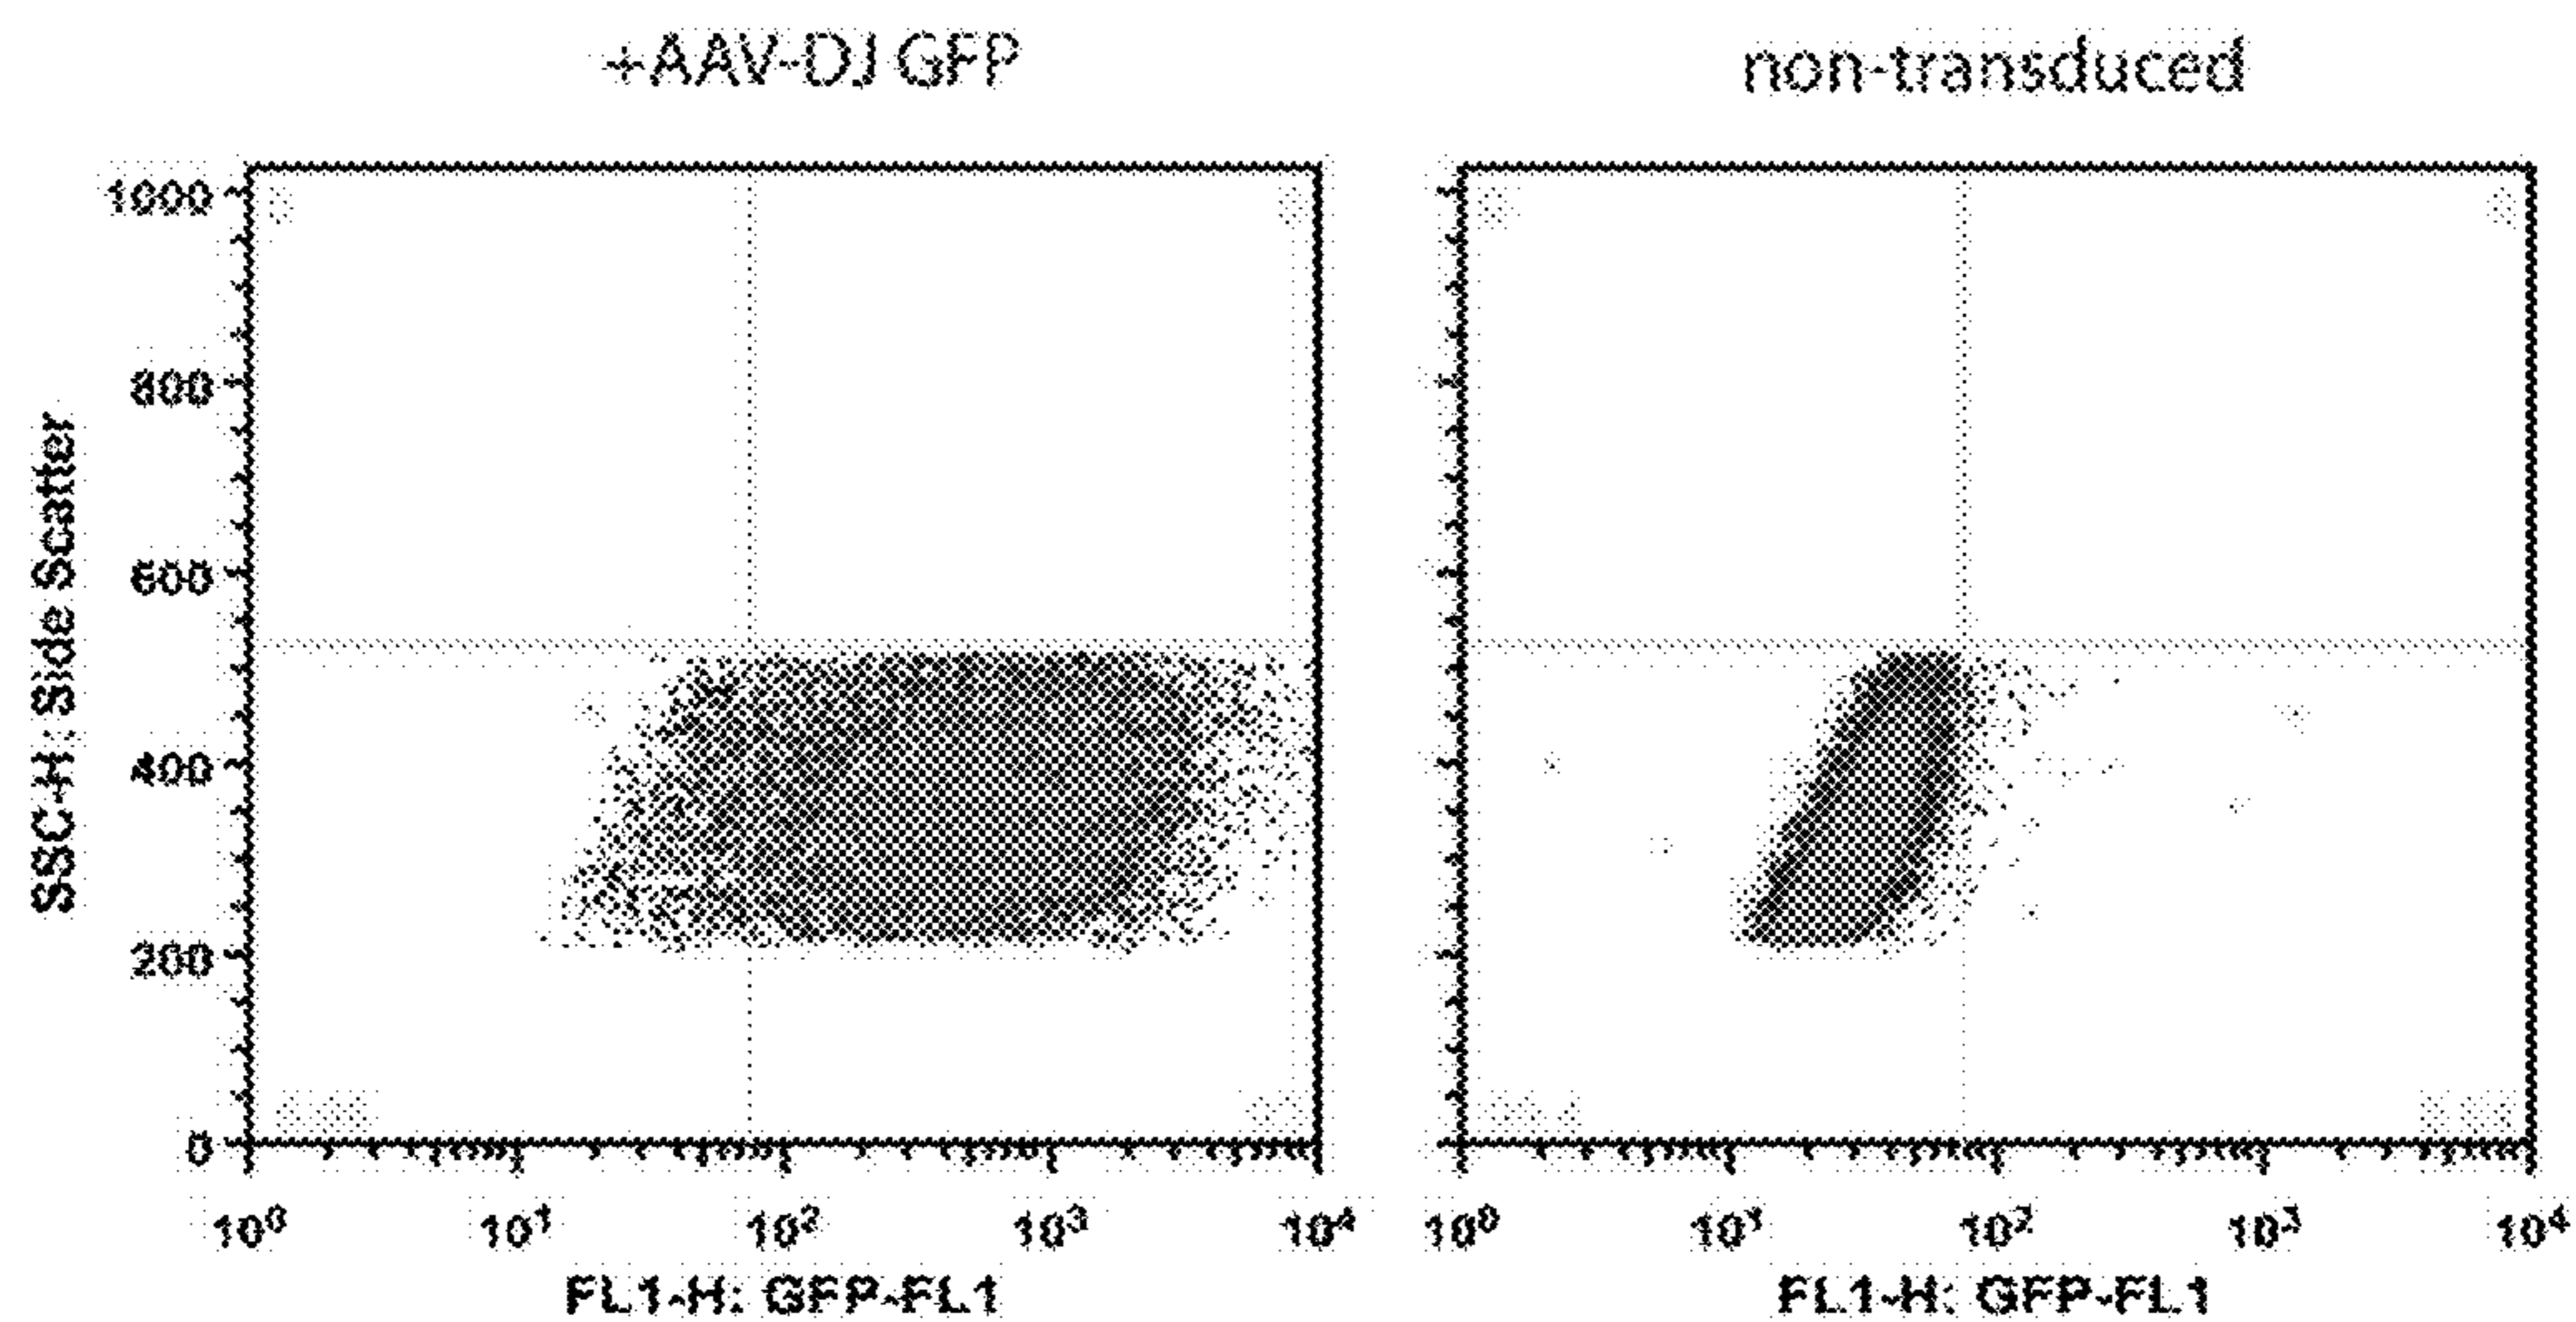 +AAV-DJ GFP
non-transduced
SSC-H: Side Scatter
1000
800
600
400
200
0
10⁰ 10¹ 10² 10³ 10⁴
10⁰ 10¹ 10² 10³ 10⁴
FL1-H: GFP-FL1
FL1-H: GFP-FL1